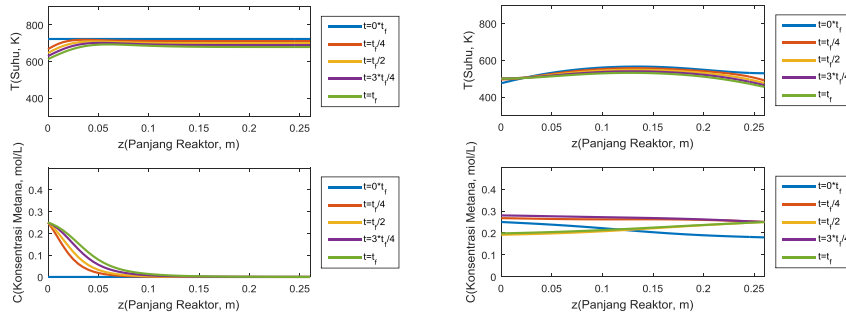 T(Suhu, K)
800
600
400
0
0.05
0.1
0.15
0.2
0.25
z(Panjang Reaktor, m)
t=0*t_f
t=t_f/4
t=t_f/2
t=3*t_f/4
t=t_f
C(Konsentrasi Metana, mol/L)
0.4
0.3
0.2
0.1
0
0
0.05
0.1
0.15
0.2
0.25
z(Panjang Reaktor, m)
t=0*t_f
t=t_f/4
t=t_f/2
t=3*t_f/4
t=t_f
T(Suhu, K)
800
600
400
0
0.05
0.1
0.15
0.2
0.25
z(Panjang Reaktor, m)
t=0*t_f
t=t_f/4
t=t_f/2
t=3*t_f/4
t=t_f
C(Konsentrasi Metana, mol/L)
0.4
0.3
0.2
0.1
0
0
0.05
0.1
0.15
0.2
0.25
z(Panjang Reaktor, m)
t=0*t_f
t=t_f/4
t=t_f/2
t=3*t_f/4
t=t_f